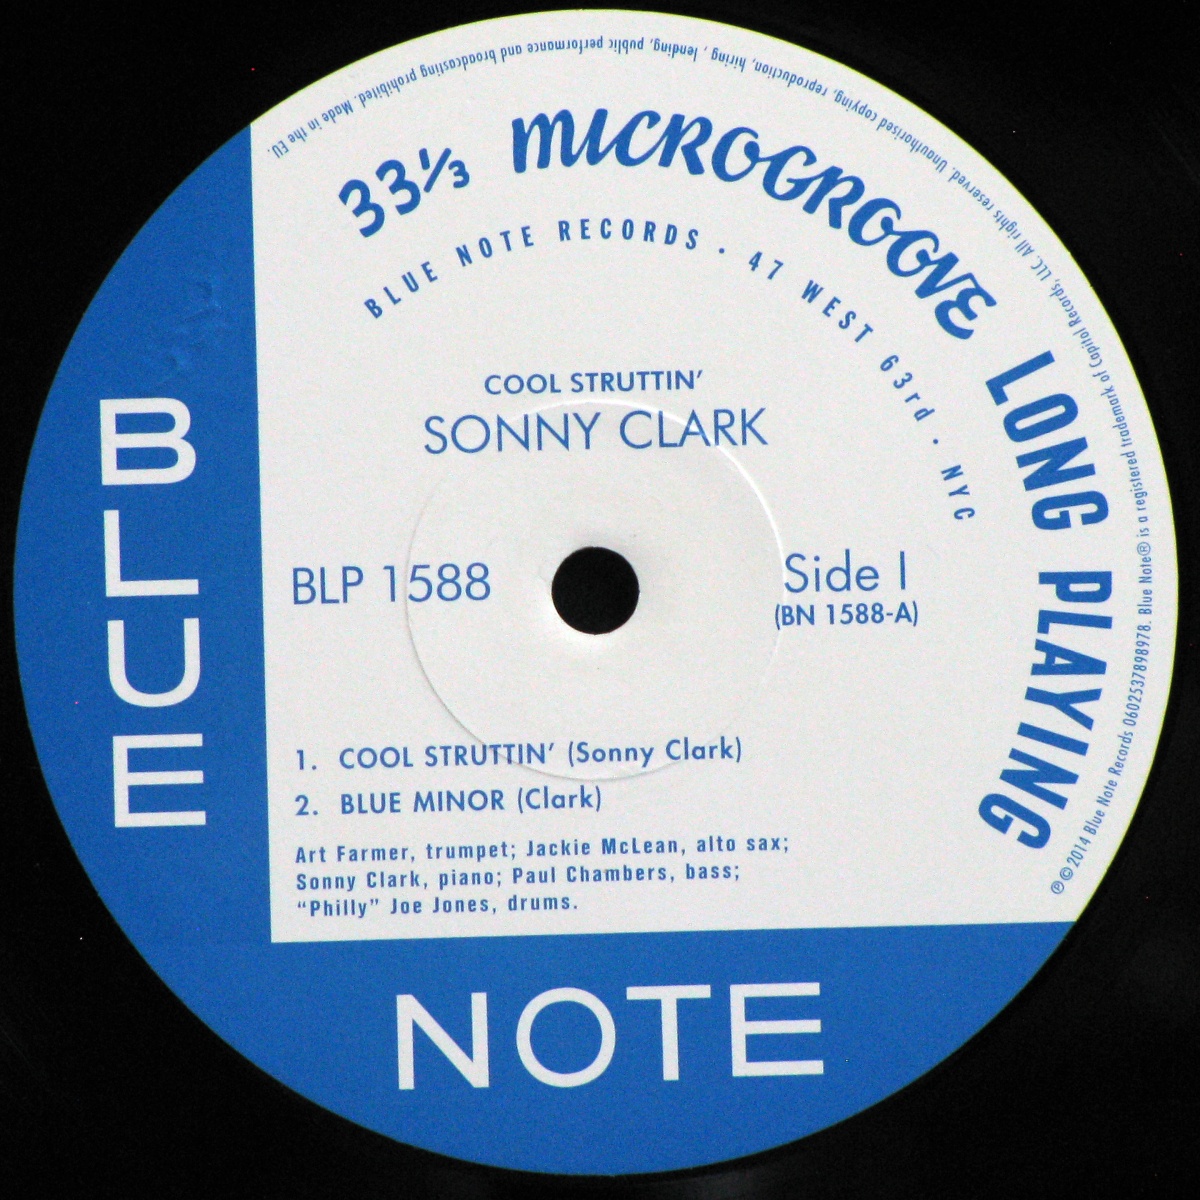 33⅓ MICROGROOVE LONG PLAYING
BLUE NOTE RECORDS · 47 WEST 63rd · NYC
COOL STRUTTIN’
SONNY CLARK
BLP 1588
Side 1
(BN 1588-A)
1. COOL STRUTTIN’ (Sonny Clark)
2. BLUE MINOR (Clark)
Art Farmer, trumpet; Jackie McLean, alto sax;
Sonny Clark, piano; Paul Chambers, bass;
“Philly” Joe Jones, drums.
BLUE
NOTE
℗©2014 Blue Note Records 0602537898978. Blue Note® is a registered trademark of Capitol Records, LLC. All rights reserved. Unauthorised copying, reproduction, hiring, lending, public performance and broadcasting prohibited. Made in the EU.